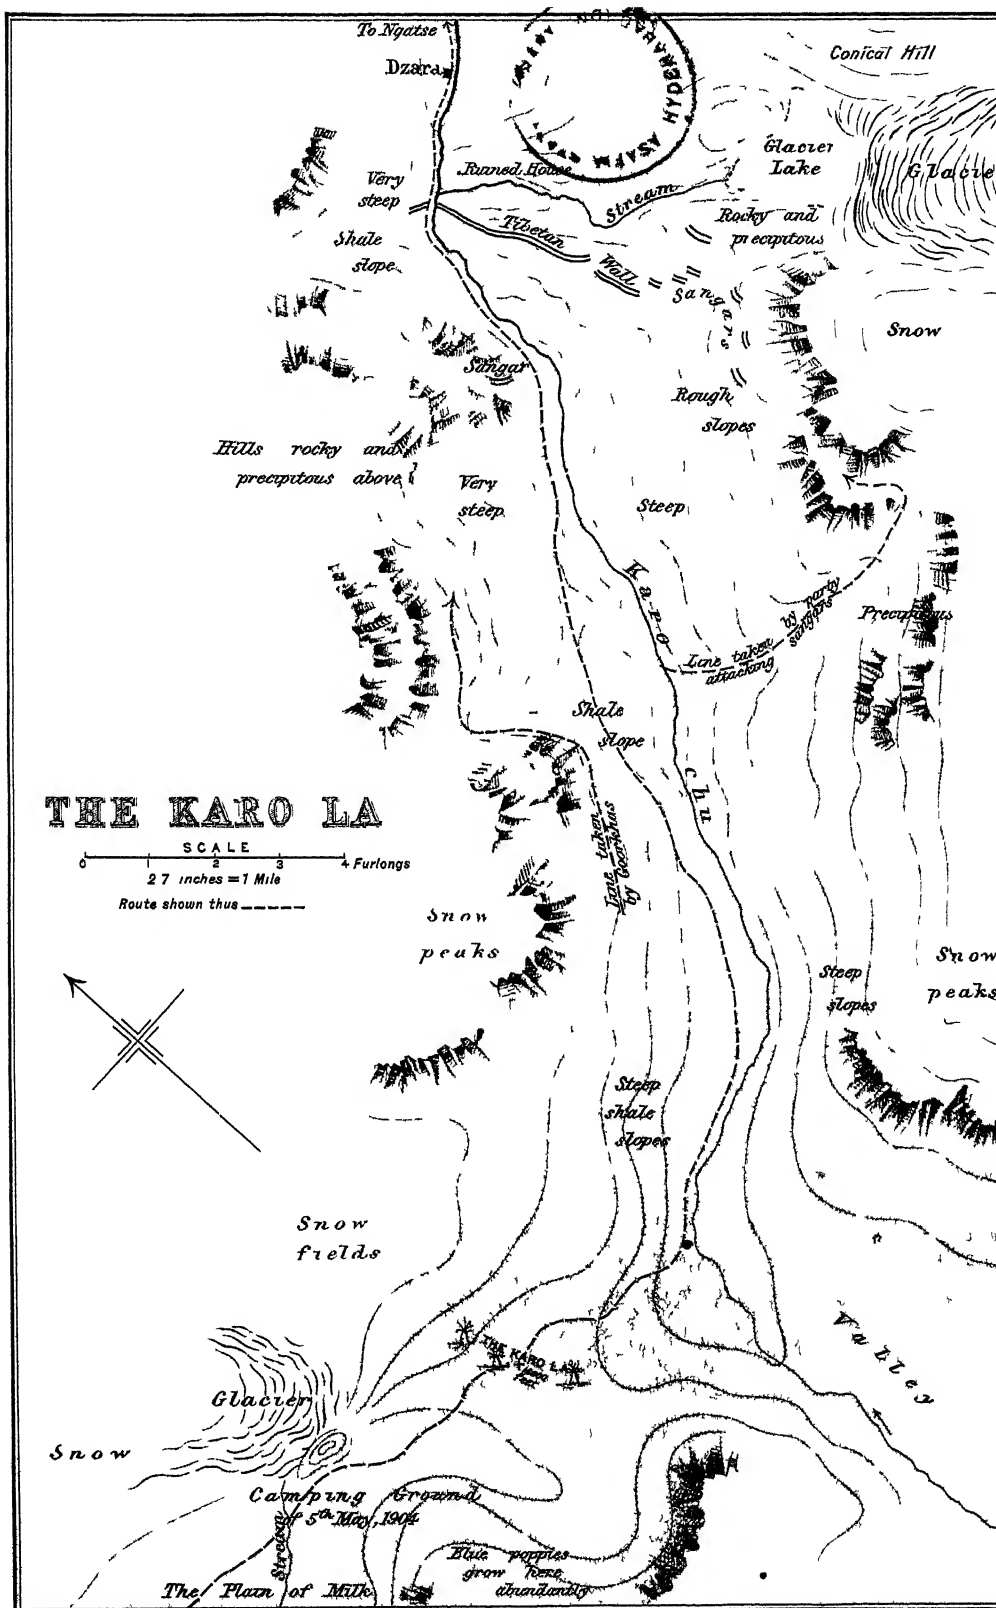 To Ngatse
Dzara
Conical Hill
ASAFIA
HYDERABAD
Glacier
Lake
Glacie
Very
steep
Ruined House
Stream
Rocky and
precipitous
Tibetan
Wall
Shale
slope
Sangars
Snow
Sangar
Rough
slopes
Hills rocky and
precipitous above
Very
steep
Steep
Karo
chu
Line taken by party
attacking sangars
Precipitous
Shale
slope
THE KARO LA
SCALE
0 1 2 3 4 Furlongs
2 7 inches = 1 Mile
Route shown thus
Line taken
by Goorkhas
Snow
peaks
Steep
slopes
Snow
peaks
Steep
shale
slopes
Snow
fields
THE KARO LA
Valley
Glacier
Snow
Camping Ground
of 5th May, 1904
Stream
Blue poppies
grow here
abundantly
The Plain of Milk